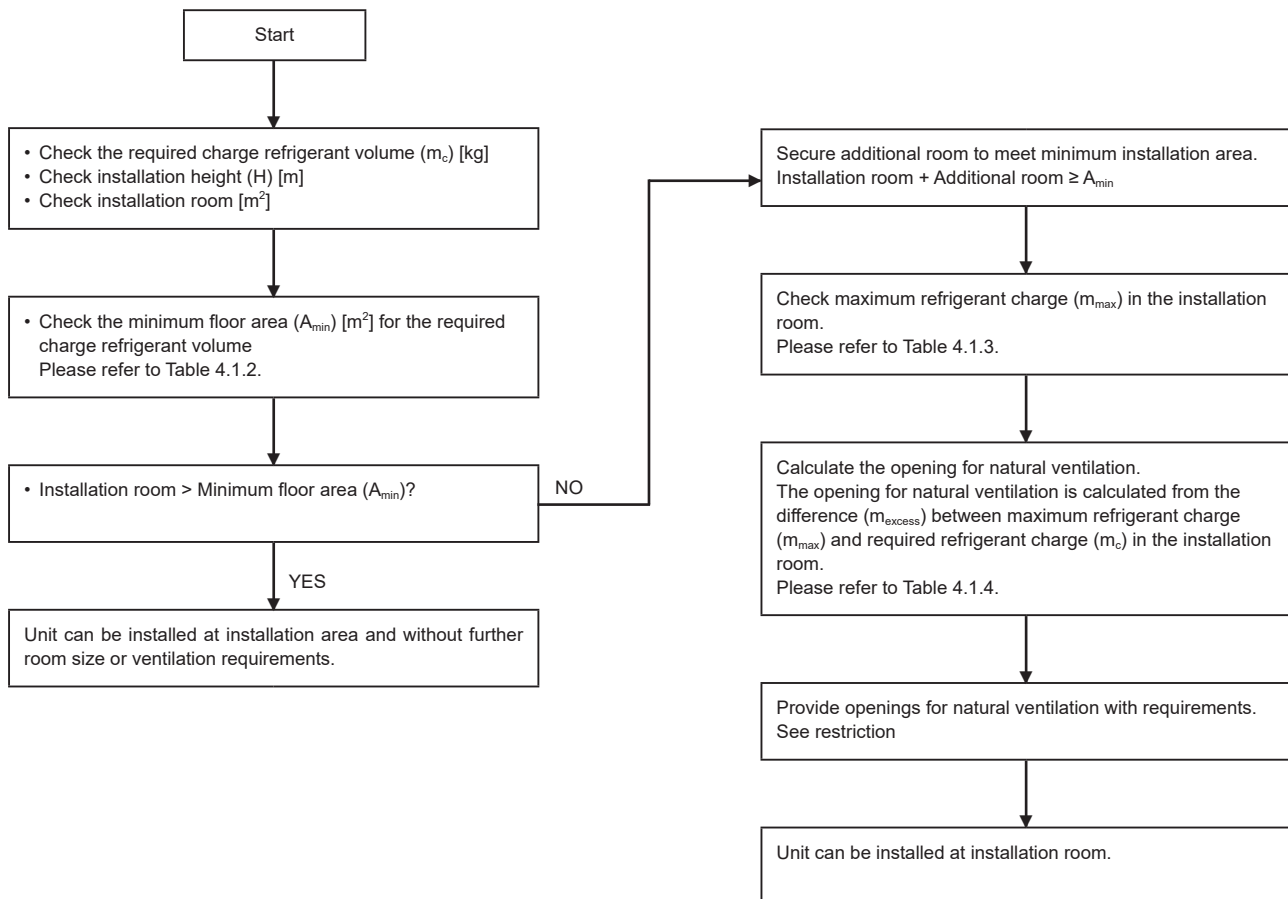 Start
• Check the required charge refrigerant volume (mc) [kg]
• Check installation height (H) [m]
• Check installation room [m²]
• Check the minimum floor area (Amin) [m²] for the required
charge refrigerant volume
Please refer to Table 4.1.2.
• Installation room > Minimum floor area (Amin)?
NO
YES
Unit can be installed at installation area and without further
room size or ventilation requirements.
Secure additional room to meet minimum installation area.
Installation room + Additional room ≥ Amin
Check maximum refrigerant charge (mmax) in the installation
room.
Please refer to Table 4.1.3.
Calculate the opening for natural ventilation.
The opening for natural ventilation is calculated from the
difference (mexcess) between maximum refrigerant charge
(mmax) and required refrigerant charge (mc) in the installation
room.
Please refer to Table 4.1.4.
Provide openings for natural ventilation with requirements.
See restriction
Unit can be installed at installation room.